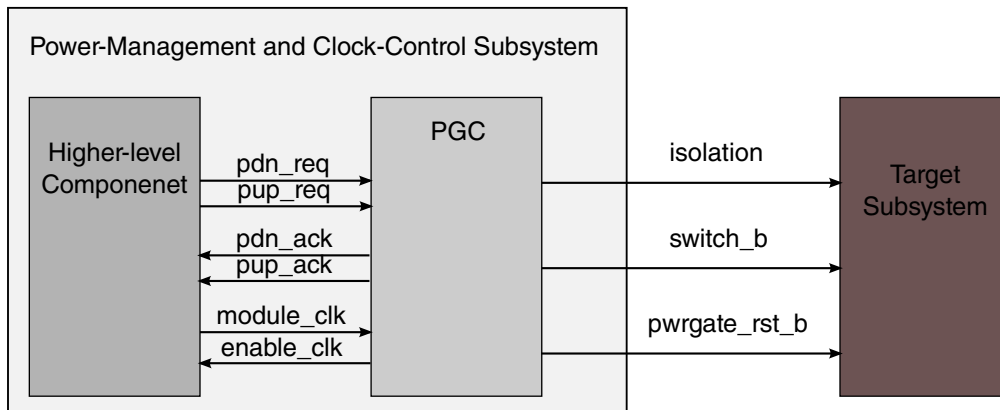 Power-Management and Clock-Control Subsystem
Higher-level
Componenet
pdn_req
pup_req
pdn_ack
pup_ack
module_clk
enable_clk
PGC
isolation
switch_b
pwrgate_rst_b
Target
Subsystem